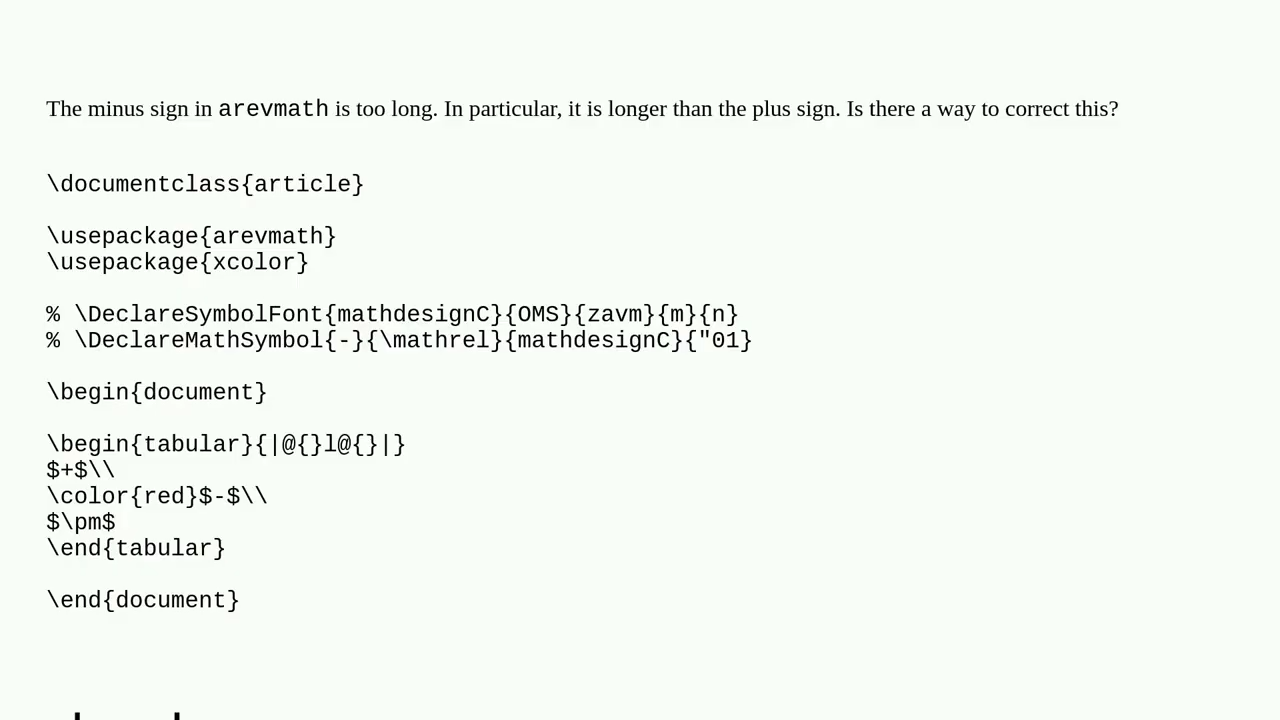 The minus sign in arevmath is too long. In particular, it is longer than the plus sign. Is there a way to correct this?
\documentclass{article}
\usepackage{arevmath}
\usepackage{xcolor}
% \DeclareSymbolFont{mathdesignC}{OMS}{zavm}{m}{n}
% \DeclareMathSymbol{-}{\mathrel}{mathdesignC}{"01}
\begin{document}
\begin{tabular}{|@{}l@{}|}
$+$\\
\color{red}$-$\\
$\pm$
\end{tabular}
\end{document}